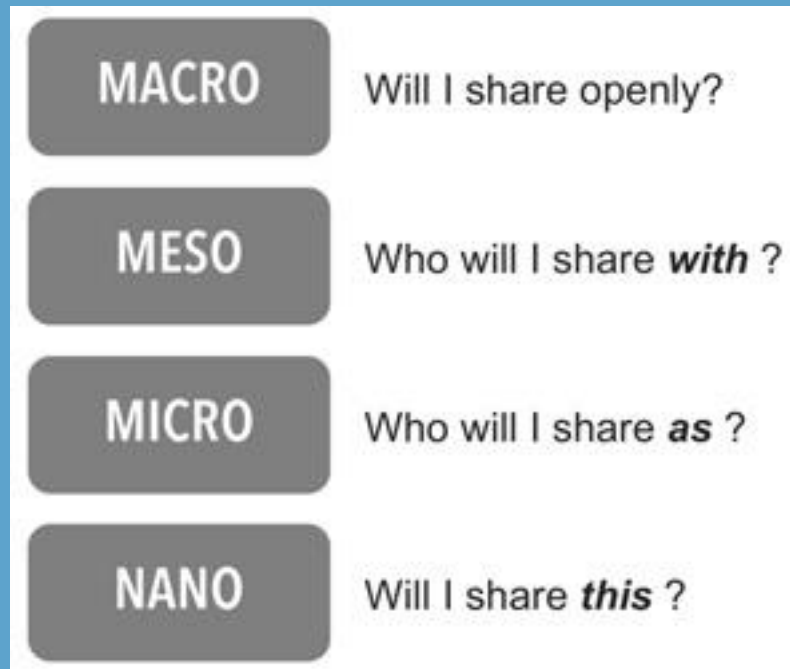 MACRO Will I share openly?
MESO Who will I share with ?
MICRO Who will I share as ?
NANO Will I share this ?